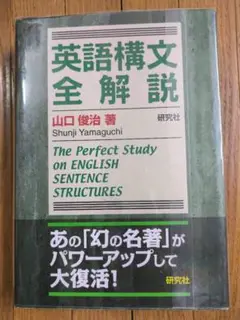 英語構文
全解説
山口俊治 著
Shunji Yamaguchi
研究社
The Perfect Study
on ENGLISH
SENTENCE
STRUCTURES
あの「幻の名著」が
パワーアップして
大復活!
研究社